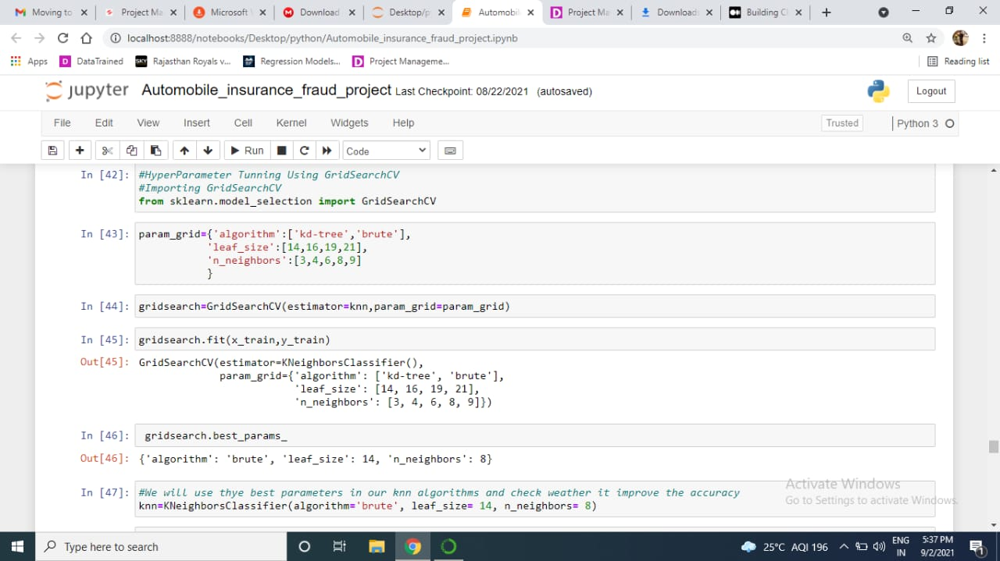 Moving to
Project Ma
Microsoft
Download
Desktop/p
Automobil
Project Ma
Download
Building C
localhost:8888/notebooks/Desktop/python/Automobile_insurance_fraud_project.ipynb
Apps
DataTrained
Rajasthan Royals v...
Regression Models...
Project Manageme...
Reading list
jupyter Automobile_insurance_fraud_project Last Checkpoint: 08/22/2021 (autosaved)
Logout
File Edit View Insert Cell Kernel Widgets Help
Trusted
Python 3
Run
Code
In [42]: #HyperParameter Tunning Using GridSearchCV
#Importing GridSearchCV
from sklearn.model_selection import GridSearchCV
In [43]: param_grid={'algorithm':['kd-tree','brute'],
'leaf_size':[14,16,19,21],
'n_neighbors':[3,4,6,8,9]
}
In [44]: gridsearch=GridSearchCV(estimator=knn,param_grid=param_grid)
In [45]: gridsearch.fit(x_train,y_train)
Out[45]: GridSearchCV(estimator=KNeighborsClassifier(),
param_grid={'algorithm': ['kd-tree', 'brute'],
'leaf_size': [14, 16, 19, 21],
'n_neighbors': [3, 4, 6, 8, 9]})
In [46]: gridsearch.best_params_
Out[46]: {'algorithm': 'brute', 'leaf_size': 14, 'n_neighbors': 8}
In [47]: #We will use thye best parameters in our knn algorithms and check weather it improve the accuracy
knn=KNeighborsClassifier(algorithm='brute', leaf_size= 14, n_neighbors= 8)
Activate Windows
Go to Settings to activate Windows.
Type here to search
25°C AQI 196
ENG
IN
5:37 PM
9/2/2021
1